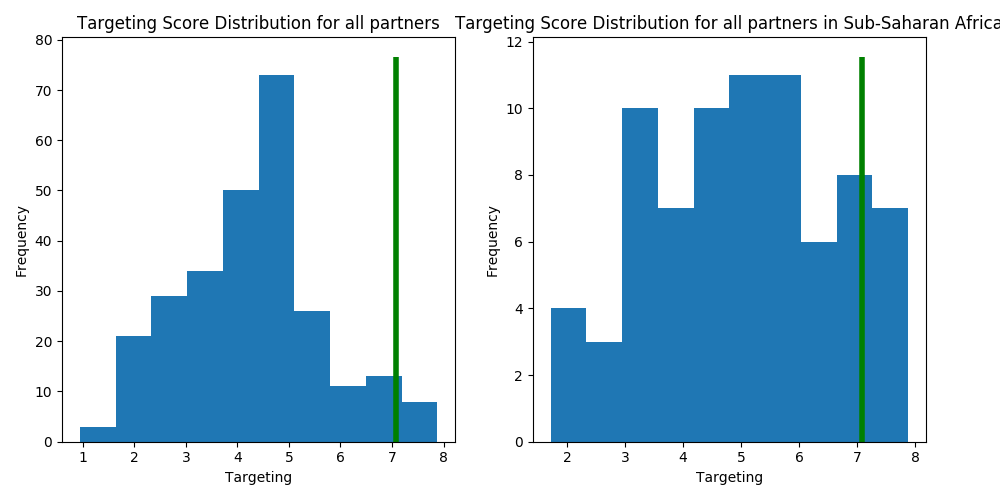 Targeting Score Distribution for all partners
80
70
60
50
40
30
20
10
0
Frequency
1 2 3 4 5 6 7 8
Targeting
Targeting Score Distribution for all partners in Sub-Saharan Africa
12
10
8
6
4
2
0
Frequency
2 3 4 5 6 7 8
Targeting